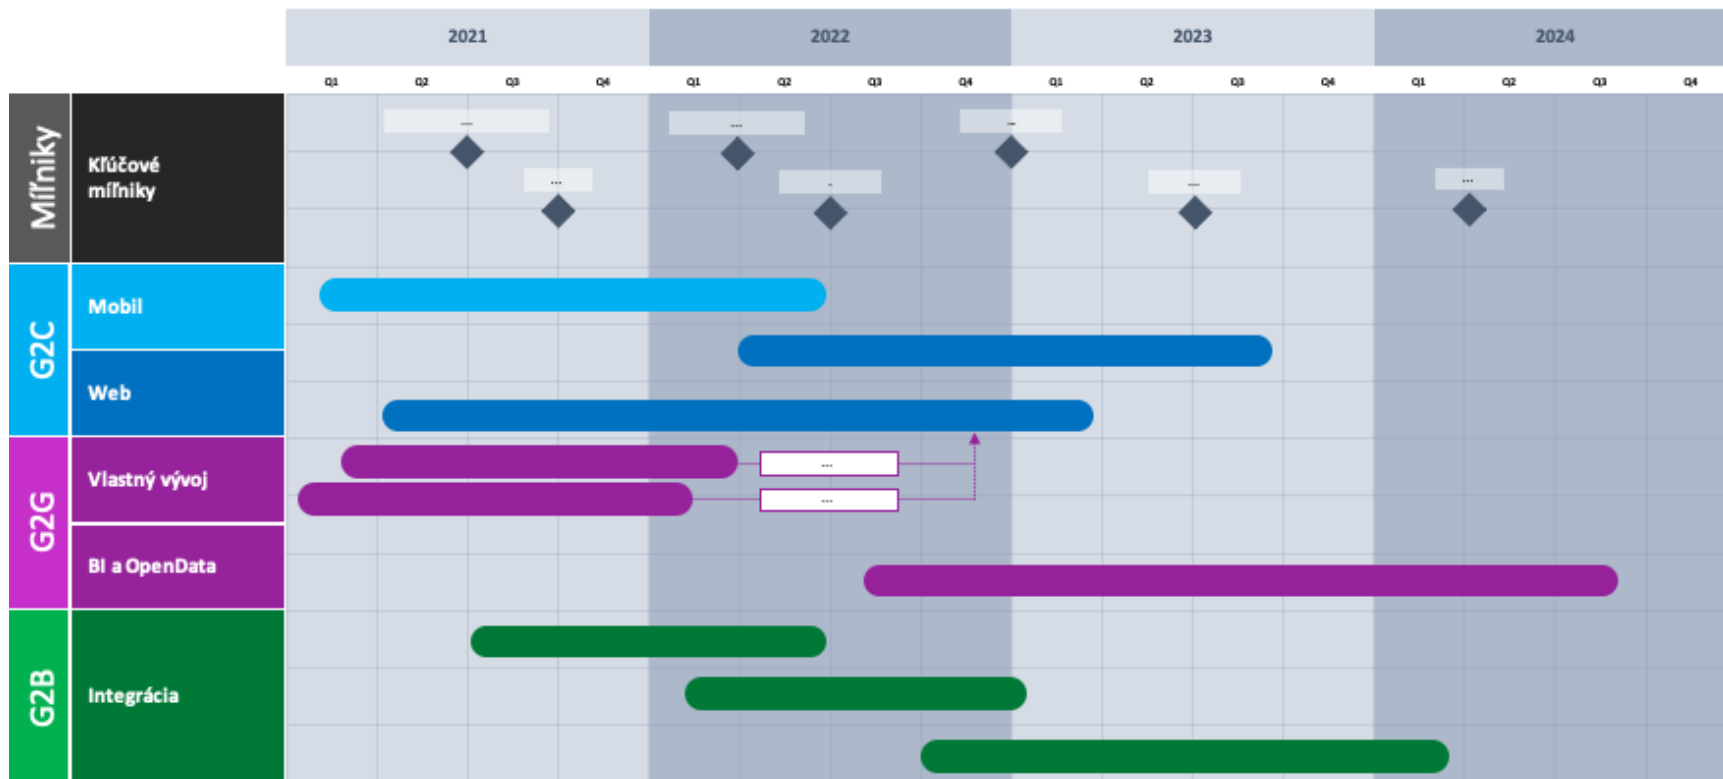 2021 2022 2023 2024
Q1 Q2 Q3 Q4 Q1 Q2 Q3 Q4 Q1 Q2 Q3 Q4 Q1 Q2 Q3 Q4
Míľniky
Kľúčové
míľniky
...
...
...
-
...
...
...
G2C
Mobil
Web
G2G
Vlastný vývoj
...
...
BI a OpenData
G2B
Integrácia